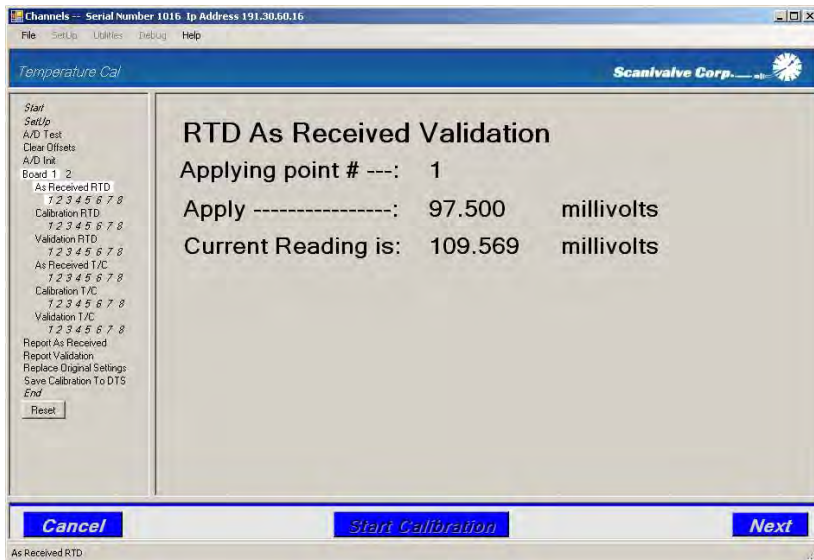 Channels -- Serial Number 1016 Ip Address 191.30.60.16
File SetUp Utilities Debug Help
Temperature Cal
Scanivalve Corp.
Start
SetUp
A/D Test
Clear Offsets
A/D Init
Board 1 2
As Received RTD
1 2 3 4 5 6 7 8
Calibration RTD
1 2 3 4 5 6 7 8
Validation RTD
1 2 3 4 5 6 7 8
As Received T/C
1 2 3 4 5 6 7 8
Calibration T/C
1 2 3 4 5 6 7 8
Validation T/C
1 2 3 4 5 6 7 8
Report As Received
Report Validation
Replace Original Settings
Save Calibration To DTS
End
Reset
RTD As Received Validation
Applying point # ---: 1
Apply ----------------: 97.500 millivolts
Current Reading is: 109.569 millivolts
Cancel
Start Calibration
Next
As Received RTD